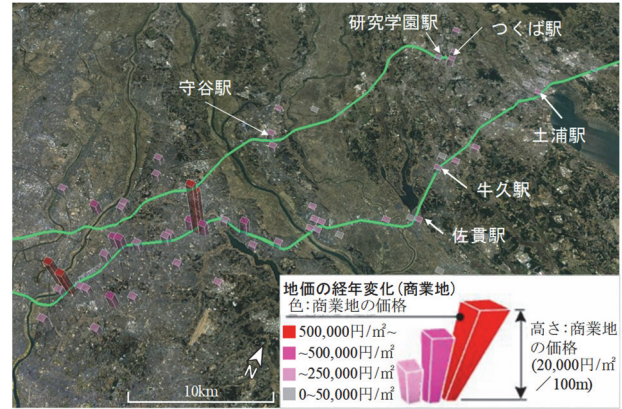 研究学園駅
つくば駅
守谷駅
土浦駅
牛久駅
佐貫駅
地価の経年変化(商業地)
色:商業地の価格
500,000円/㎡~
~500,000円/㎡
~250,000円/㎡
0~50,000円/㎡
高さ:商業地
の価格
(20,000円/㎡
/100m)
N
10km